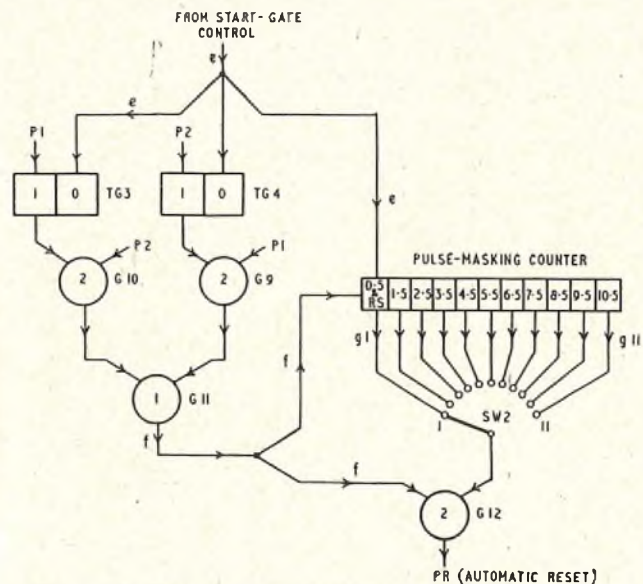 FROM START-GATE
CONTROL
e
e
P1
P2
1 0 TG3
1 0 TG4
e
P2
P1
2 G10
2 G9
PULSE-MASKING COUNTER
0·5 & RS 1·5 2·5 3·5 4·5 5·5 6·5 7·5 8·5 9·5 10·5
g1
g11
f
1 G11
SW2
1
11
f
f
2 G12
PR (AUTOMATIC RESET)